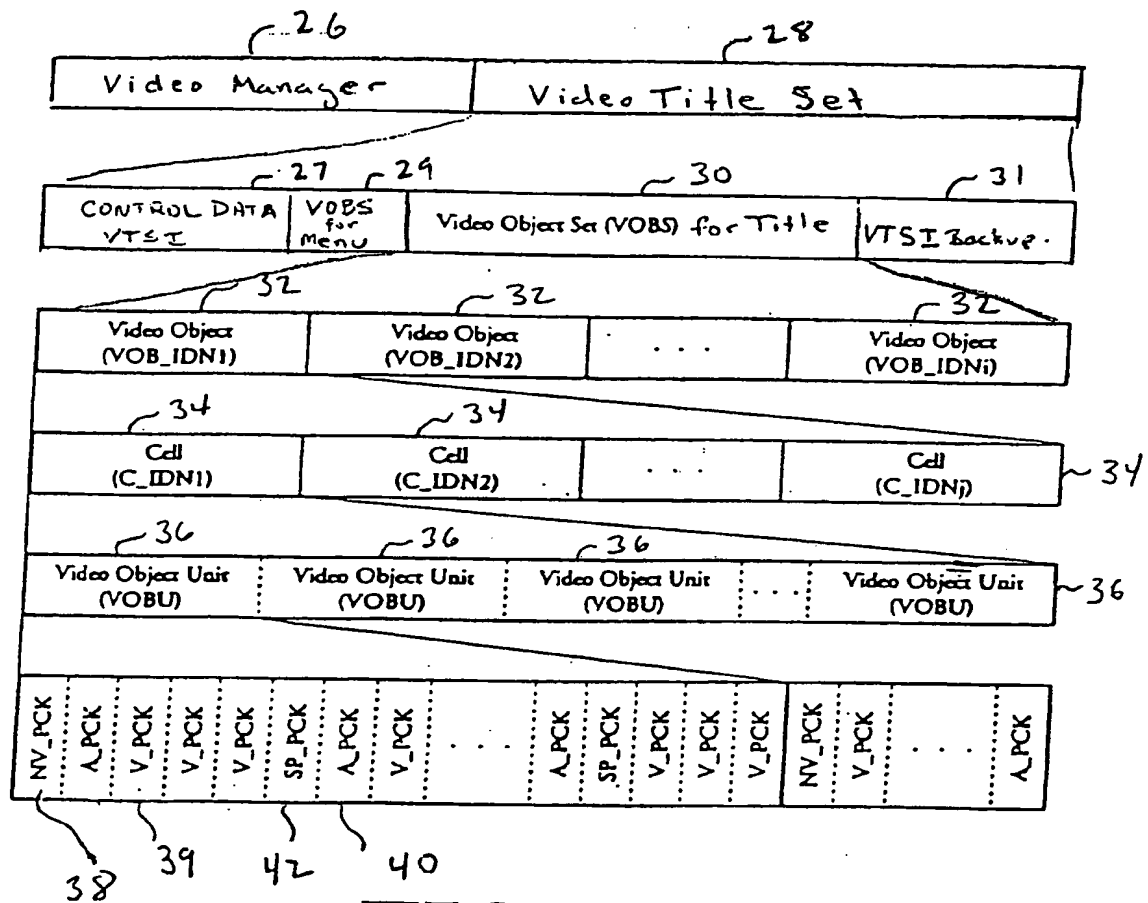 26 28
Video Manager Video Title Set
27 29 30 31
CONTROL DATA VTSI VOBS for Menu Video Object Set (VOBS) for Title VTSI Backup.
32 32 32
Video Object Video Object . . . Video Object
(VOB_IDN1) (VOB_IDN2) (VOB_IDNi)
34 34
Cell Cell . . . Cell 34
(C_IDN1) (C_IDN2) (C_IDNj)
36 36 36
Video Object Unit Video Object Unit Video Object Unit . . . Video Object Unit 36
(VOBU) (VOBU) (VOBU) (VOBU)
NV_PCK A_PCK V_PCK V_PCK V_PCK SP_PCK A_PCK V_PCK . . . . A_PCK SP_PCK V_PCK V_PCK V_PCK NV_PCK V_PCK . . . A_PCK
38 39 42 40